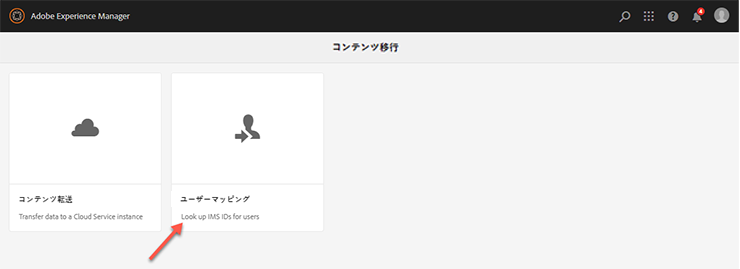 Adobe Experience Manager
4
コンテンツ移行
コンテンツ転送
Transfer data to a Cloud Service instance
ユーザーマッピング
Look up IMS IDs for users